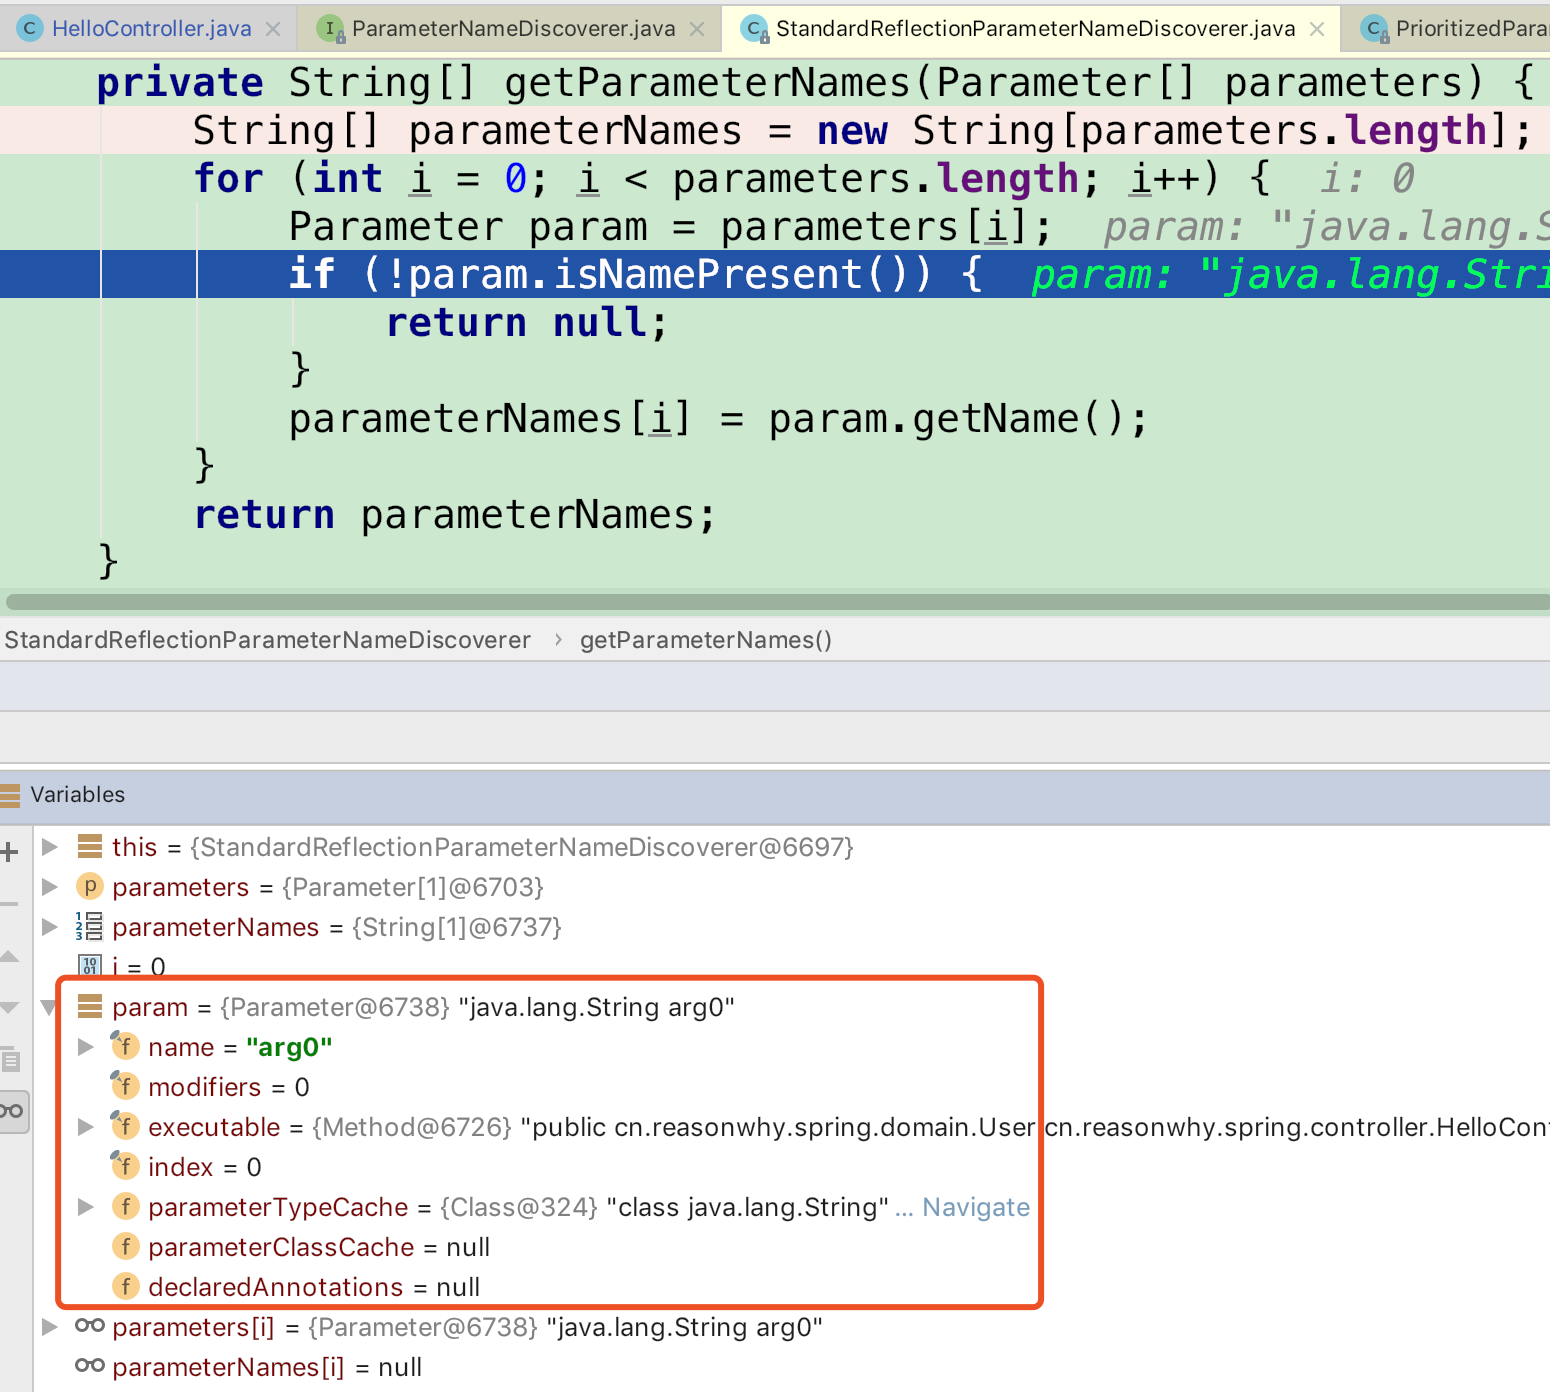 HelloController.java
ParameterNameDiscoverer.java
StandardReflectionParameterNameDiscoverer.java
PrioritizedPara
private String[] getParameterNames(Parameter[] parameters) {
String[] parameterNames = new String[parameters.length];
for (int i = 0; i < parameters.length; i++) { i: 0
Parameter param = parameters[i]; param: "java.lang.S
if (!param.isNamePresent()) { param: "java.lang.Stri
return null;
}
parameterNames[i] = param.getName();
}
return parameterNames;
}
StandardReflectionParameterNameDiscoverer › getParameterNames()
Variables
this = {StandardReflectionParameterNameDiscoverer@6697}
parameters = {Parameter[1]@6703}
parameterNames = {String[1]@6737}
i = 0
param = {Parameter@6738} "java.lang.String arg0"
name = "arg0"
modifiers = 0
executable = {Method@6726} "public cn.reasonwhy.spring.domain.User cn.reasonwhy.spring.controller.HelloCon
index = 0
parameterTypeCache = {Class@324} "class java.lang.String" ... Navigate
parameterClassCache = null
declaredAnnotations = null
parameters[i] = {Parameter@6738} "java.lang.String arg0"
parameterNames[i] = null